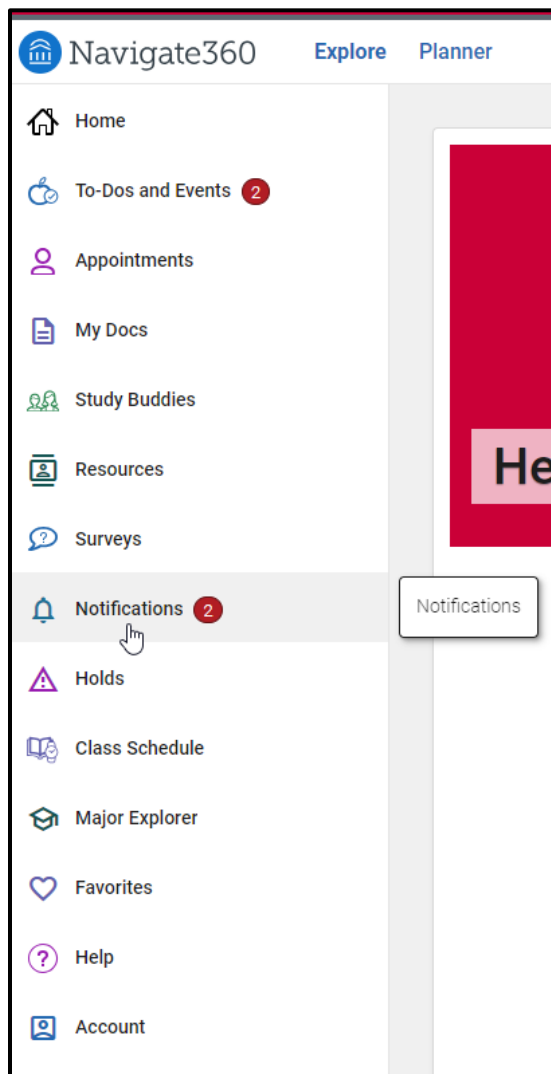 Navigate360 Explore Planner
Home
To-Dos and Events 2
Appointments
My Docs
Study Buddies
Resources
He
Surveys
Notifications 2
Notifications
Holds
Class Schedule
Major Explorer
Favorites
Help
Account